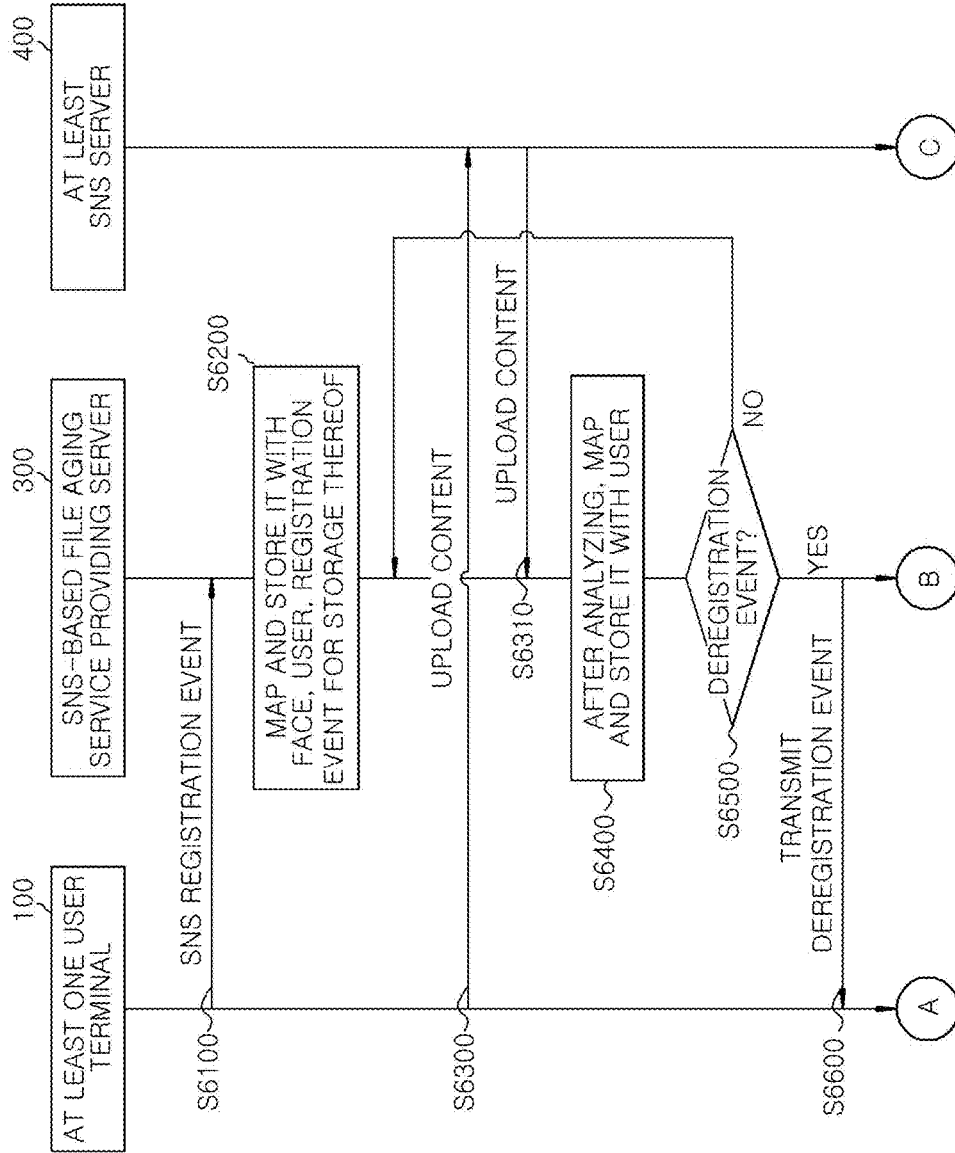 100
AT LEAST ONE USER
TERMINAL
300
SNS-BASED FILE AGING
SERVICE PROVIDING SERVER
400
AT LEAST
SNS SERVER
S6100
SNS REGISTRATION EVENT
S6200
MAP AND STORE IT WITH
FACE, USER, REGISTRATION
EVENT FOR STORAGE THEREOF
S6300
UPLOAD CONTENT
S6310
UPLOAD CONTENT
S6400
AFTER ANALYZING, MAP
AND STORE IT WITH USER
S6500
DEREGISTRATION
EVENT?
NO
YES
S6600
TRANSMIT
DEREGISTRATION EVENT
A
B
C